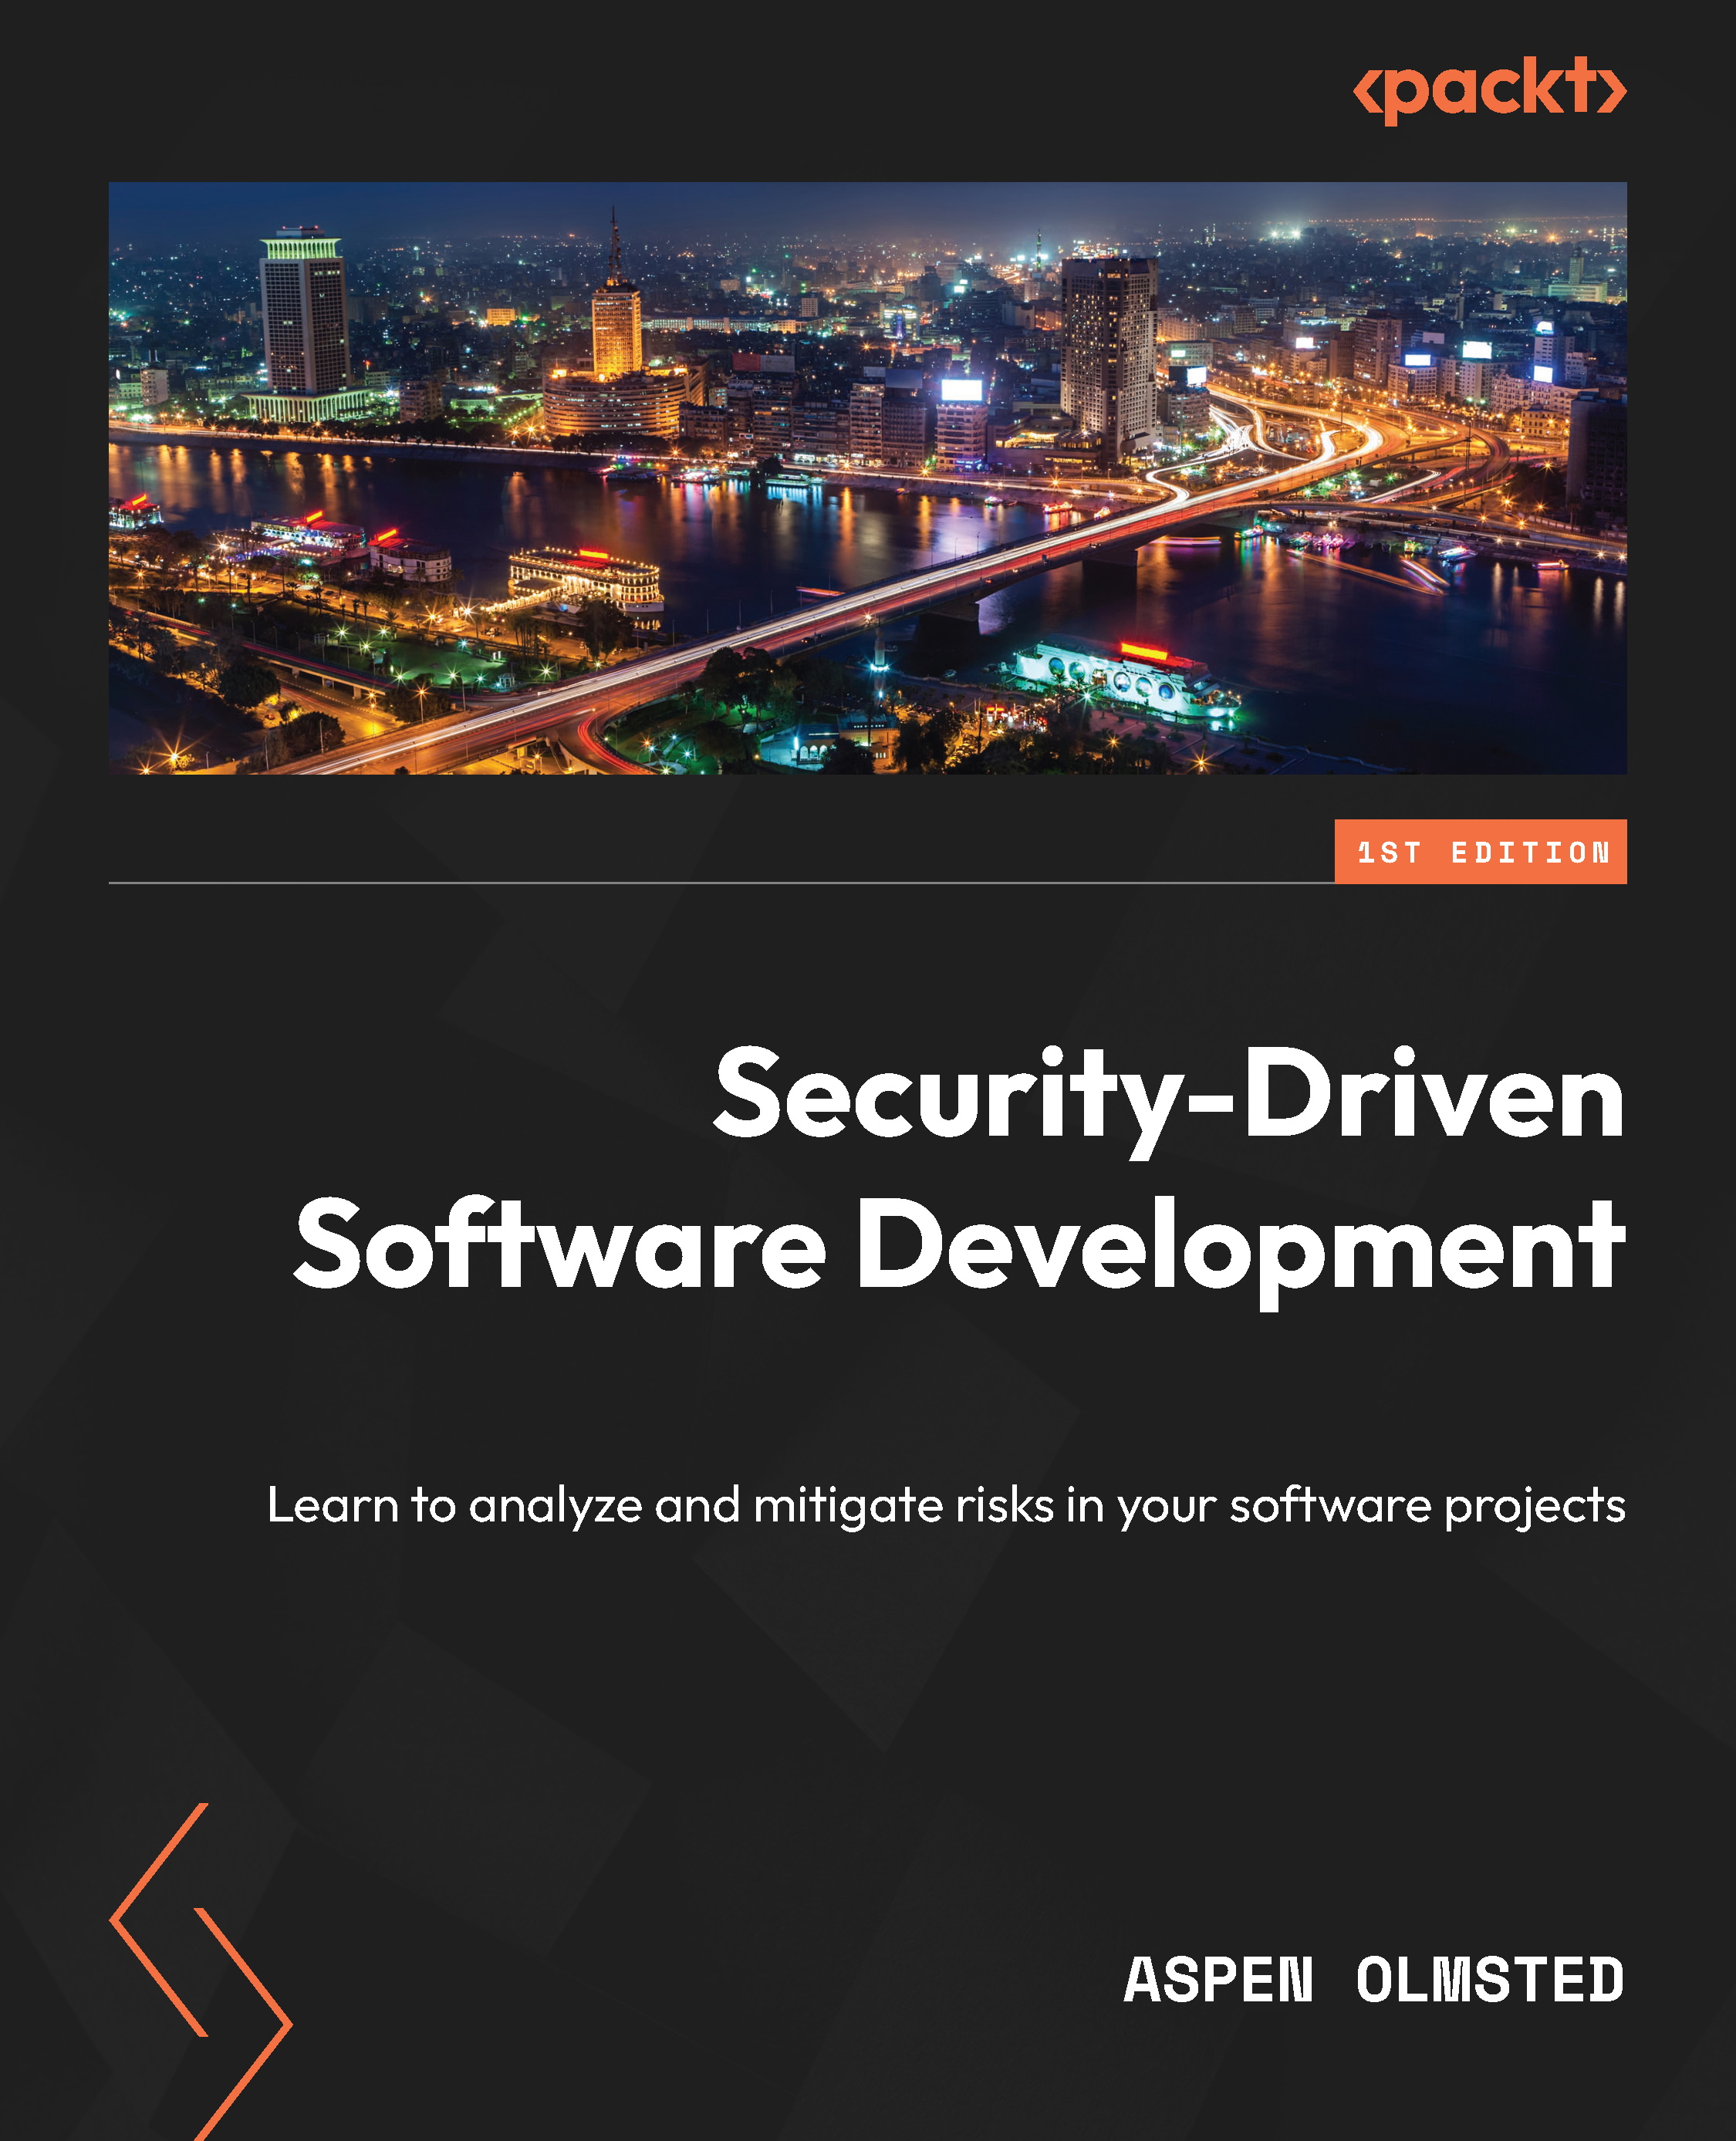 <packt>
1ST EDITION
Security-Driven
Software Development
Learn to analyze and mitigate risks in your software projects
ASPEN OLMSTED